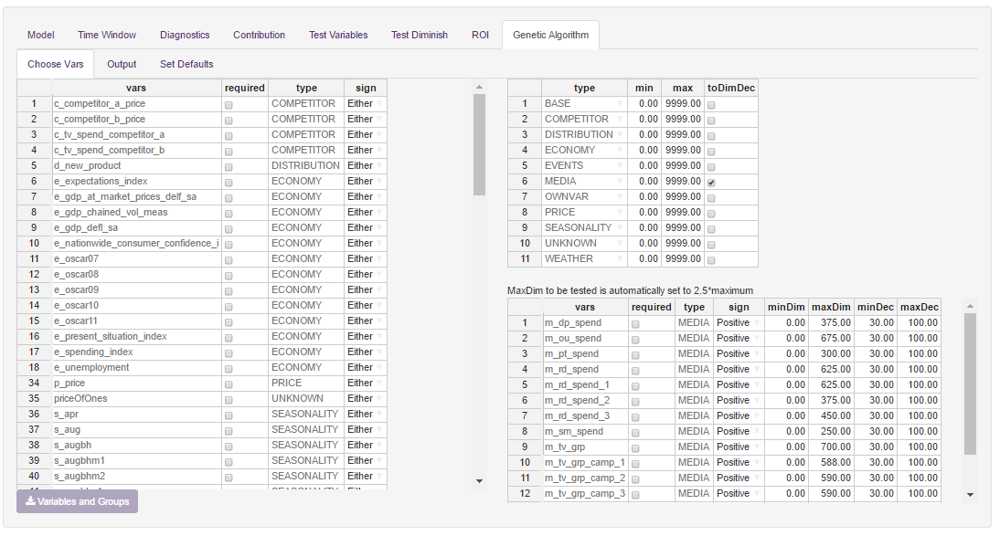 Model Time Window Diagnostics Contribution Test Variables Test Diminish ROI Genetic Algorithm
Choose Vars Output Set Defaults
vars required type sign
1 c_competitor_a_price COMPETITOR Either
2 c_competitor_b_price COMPETITOR Either
3 c_tv_spend_competitor_a COMPETITOR Either
4 c_tv_spend_competitor_b COMPETITOR Either
5 d_new_product DISTRIBUTION Either
6 e_expectations_index ECONOMY Either
7 e_gdp_at_market_prices_delf_sa ECONOMY Either
8 e_gdp_chained_vol_meas ECONOMY Either
9 e_gdp_defl_sa ECONOMY Either
10 e_nationwide_consumer_confidence_i ECONOMY Either
11 e_oscar07 ECONOMY Either
12 e_oscar08 ECONOMY Either
13 e_oscar09 ECONOMY Either
14 e_oscar10 ECONOMY Either
15 e_oscar11 ECONOMY Either
16 e_present_situation_index ECONOMY Either
17 e_spending_index ECONOMY Either
18 e_unemployment ECONOMY Either
34 p_price PRICE Either
35 priceOfOnes UNKNOWN Either
36 s_apr SEASONALITY Either
37 s_aug SEASONALITY Either
38 s_augbh SEASONALITY Either
39 s_augbhm1 SEASONALITY Either
40 s_augbhm2 SEASONALITY Either
Variables and Groups
type min max toDimDec
1 BASE 0.00 9999.00
2 COMPETITOR 0.00 9999.00
3 DISTRIBUTION 0.00 9999.00
4 ECONOMY 0.00 9999.00
5 EVENTS 0.00 9999.00
6 MEDIA 0.00 9999.00
7 OWNVAR 0.00 9999.00
8 PRICE 0.00 9999.00
9 SEASONALITY 0.00 9999.00
10 UNKNOWN 0.00 9999.00
11 WEATHER 0.00 9999.00
MaxDim to be tested is automatically set to 2.5*maximum
vars required type sign minDim maxDim minDec maxDec
1 m_dp_spend MEDIA Positive 0.00 375.00 30.00 100.00
2 m_ou_spend MEDIA Positive 0.00 675.00 30.00 100.00
3 m_pt_spend MEDIA Positive 0.00 300.00 30.00 100.00
4 m_rd_spend MEDIA Positive 0.00 625.00 30.00 100.00
5 m_rd_spend_1 MEDIA Positive 0.00 625.00 30.00 100.00
6 m_rd_spend_2 MEDIA Positive 0.00 375.00 30.00 100.00
7 m_rd_spend_3 MEDIA Positive 0.00 450.00 30.00 100.00
8 m_sm_spend MEDIA Positive 0.00 250.00 30.00 100.00
9 m_tv_grp MEDIA Positive 0.00 700.00 30.00 100.00
10 m_tv_grp_camp_1 MEDIA Positive 0.00 588.00 30.00 100.00
11 m_tv_grp_camp_2 MEDIA Positive 0.00 590.00 30.00 100.00
12 m_tv_grp_camp_3 MEDIA Positive 0.00 590.00 30.00 100.00